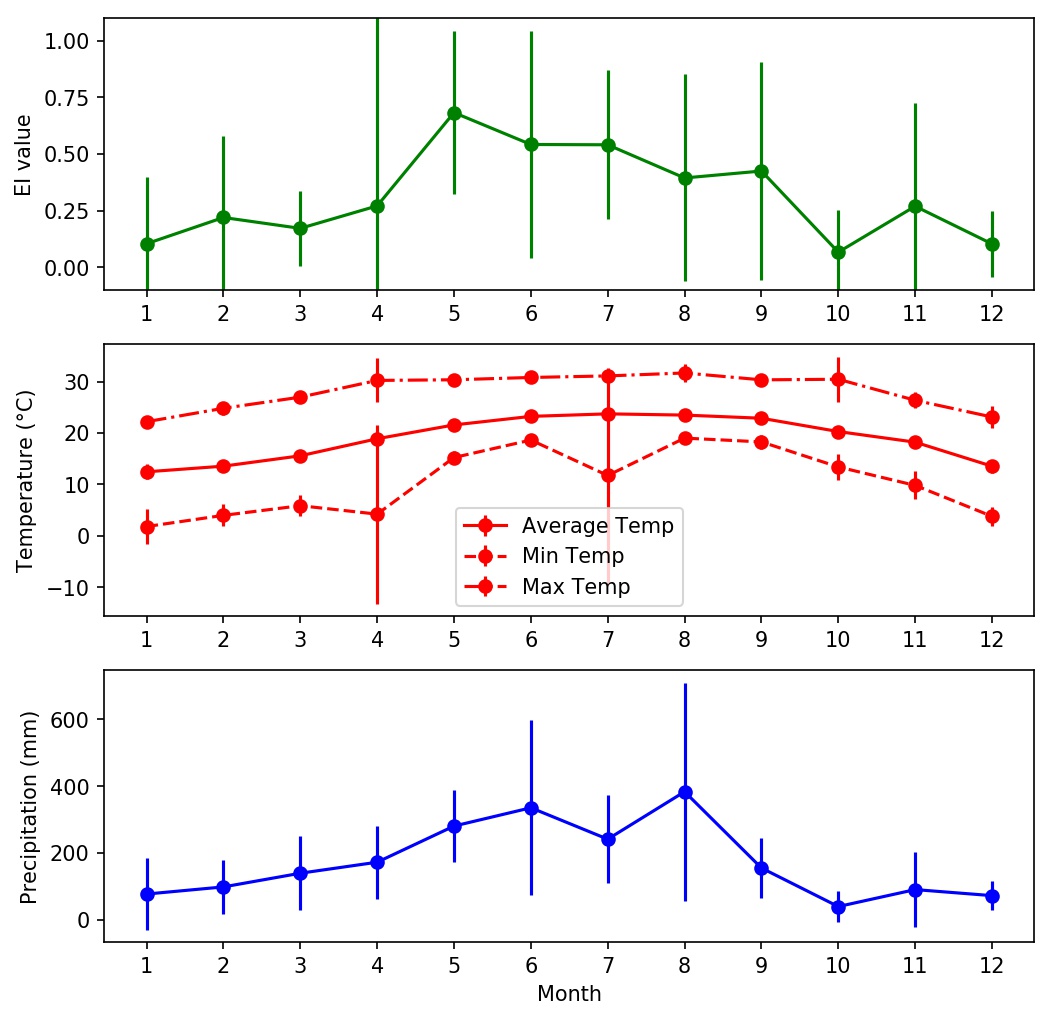 EI value
1.00
0.75
0.50
0.25
0.00
1 2 3 4 5 6 7 8 9 10 11 12
Temperature (°C)
30
20
10
0
−10
Average Temp
Min Temp
Max Temp
1 2 3 4 5 6 7 8 9 10 11 12
Precipitation (mm)
600
400
200
0
1 2 3 4 5 6 7 8 9 10 11 12
Month